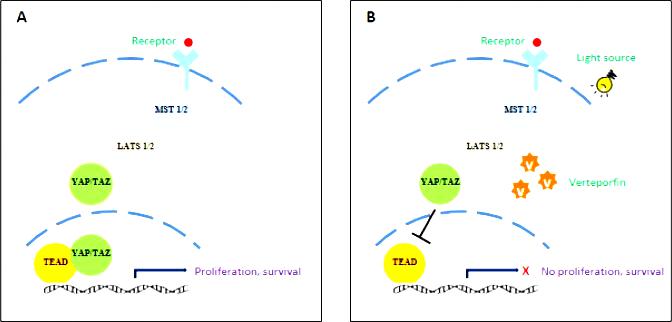 A
Receptor
MST 1/2
LATS 1/2
YAP/TAZ
YAP/TAZ
TEAD
Proliferation, survival
B
Receptor
Light source
MST 1/2
LATS 1/2
YAP/TAZ
V
V
V
Verteporfin
TEAD
X
No proliferation, survival